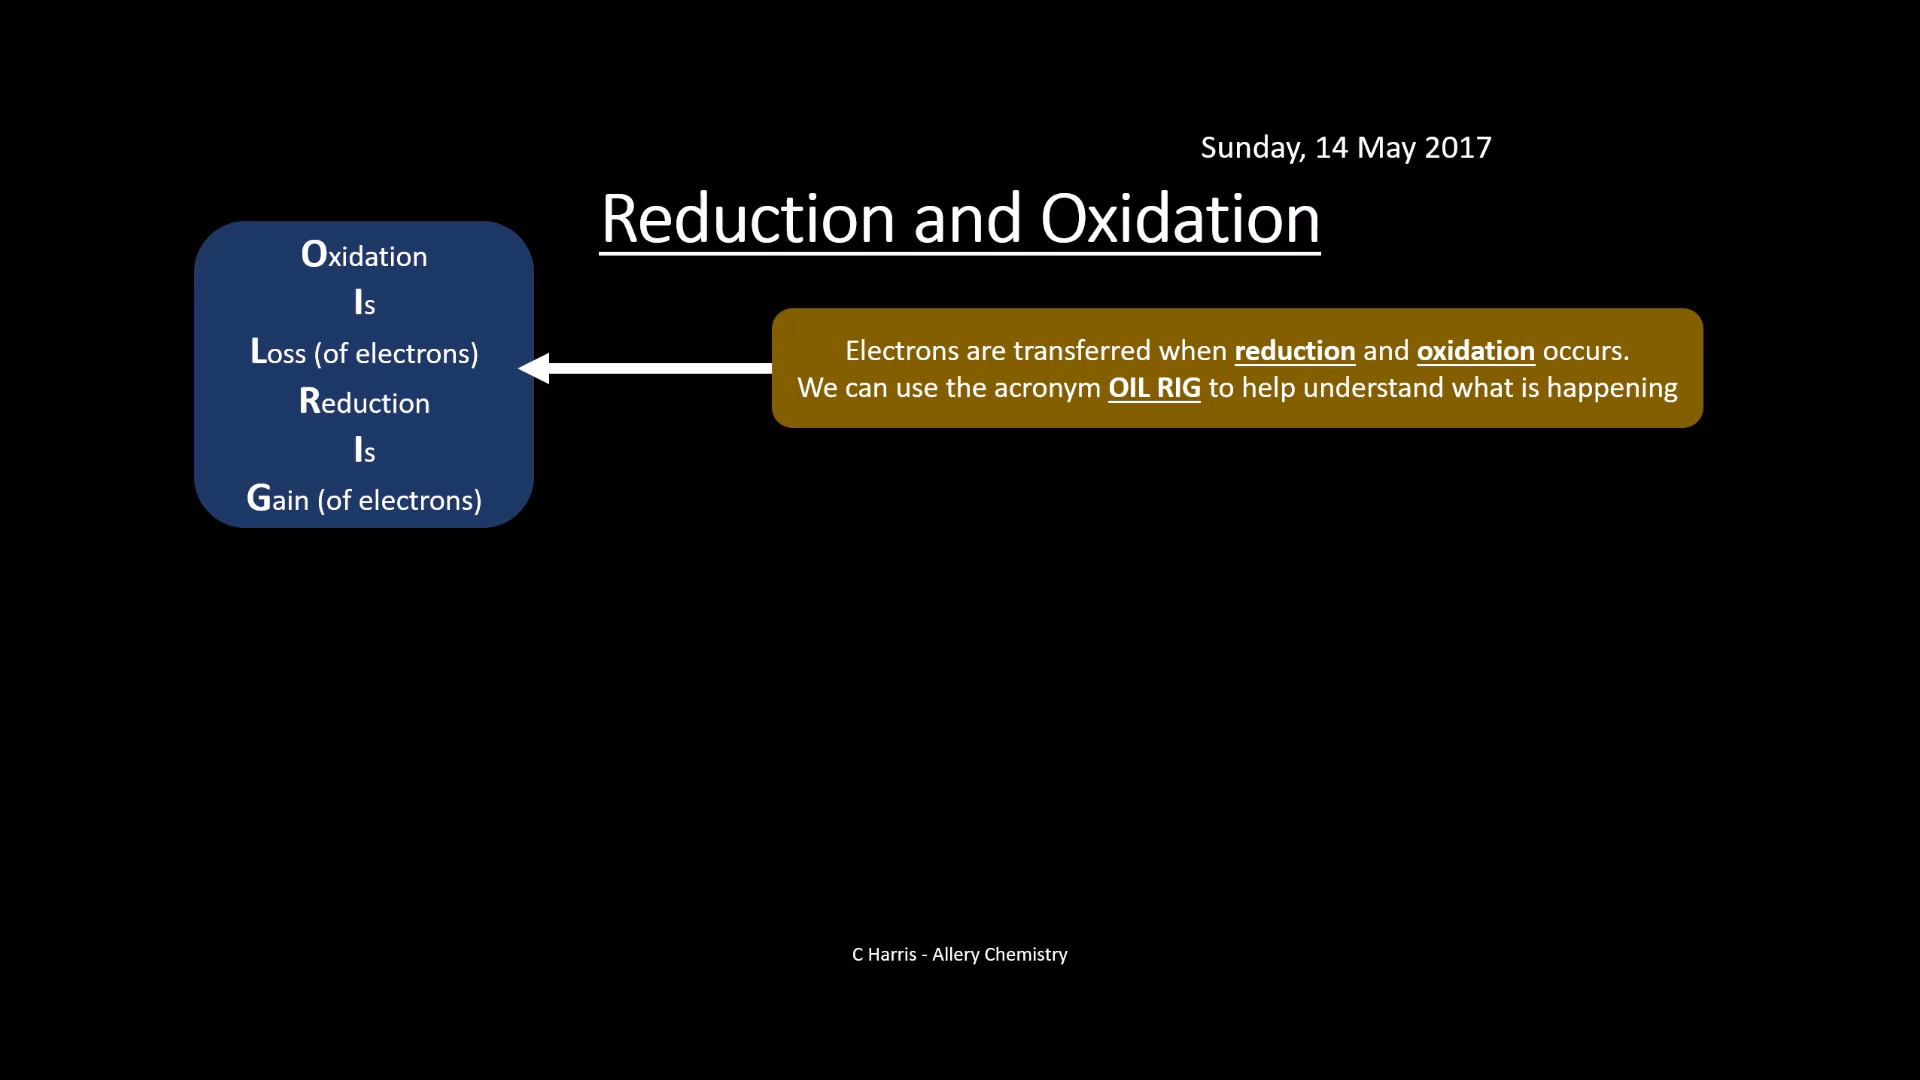 Sunday, 14 May 2017
Reduction and Oxidation
Oxidation
Is
Loss (of electrons)
Reduction
Is
Gain (of electrons)
Electrons are transferred when reduction and oxidation occurs.
We can use the acronym OIL RIG to help understand what is happening
C Harris - Allery Chemistry